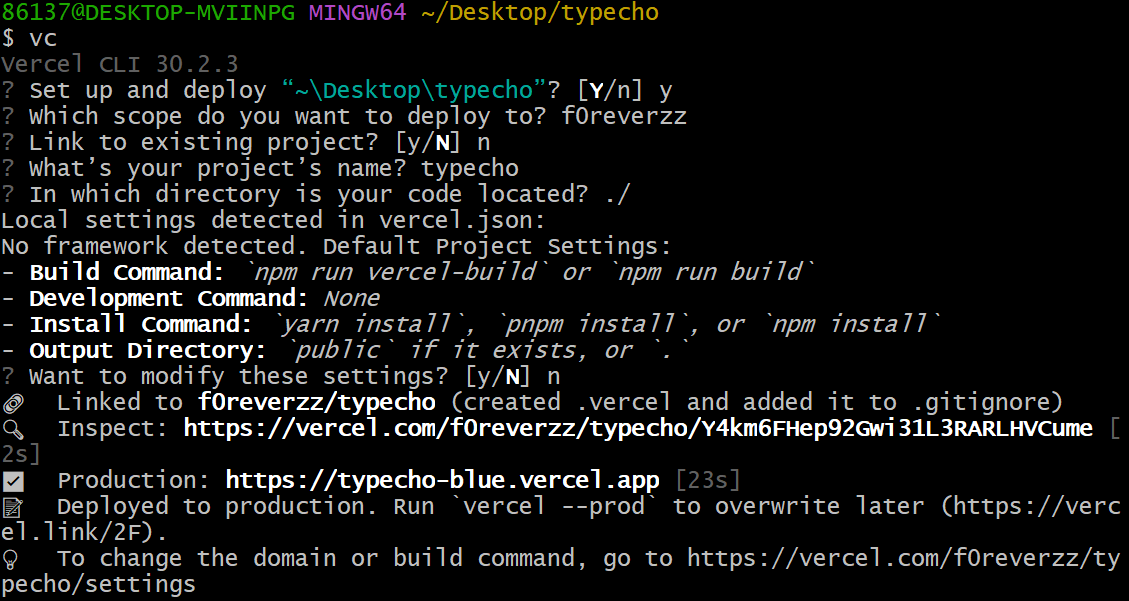 86137@DESKTOP-MVIINPG MINGW64 ~/Desktop/typecho
$ vc
Vercel CLI 30.2.3
? Set up and deploy “~\Desktop\typecho”? [Y/n] y
? Which scope do you want to deploy to? f0reverzz
? Link to existing project? [y/N] n
? What’s your project’s name? typecho
? In which directory is your code located? ./
Local settings detected in vercel.json:
No framework detected. Default Project Settings:
- Build Command: `npm run vercel-build` or `npm run build`
- Development Command: None
- Install Command: `yarn install`, `pnpm install`, or `npm install`
- Output Directory: `public` if it exists, or `.`
? Want to modify these settings? [y/N] n
🔗  Linked to f0reverzz/typecho (created .vercel and added it to .gitignore)
🔍  Inspect: https://vercel.com/f0reverzz/typecho/Y4km6FHep92Gwi31L3RARLHVCume [
2s]
✅  Production: https://typecho-blue.vercel.app [23s]
📝  Deployed to production. Run `vercel --prod` to overwrite later (https://verc
el.link/2F).
💡  To change the domain or build command, go to https://vercel.com/f0reverzz/ty
pecho/settings